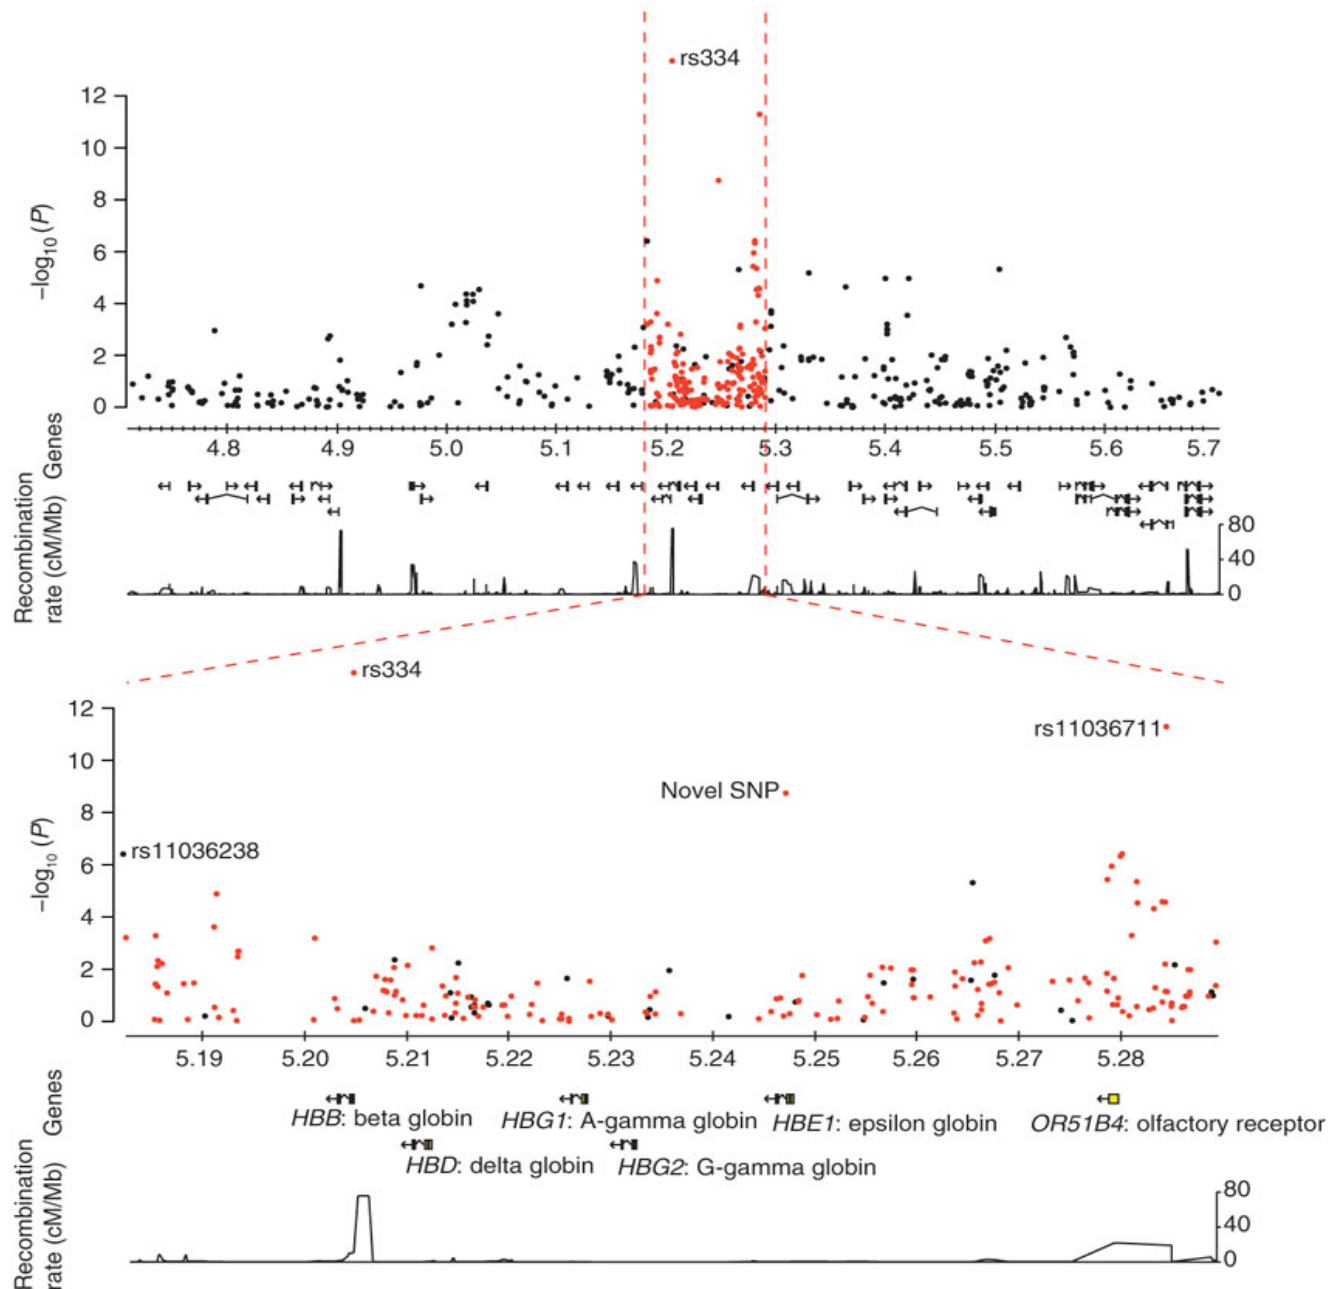 rs334
12
10
8
6
4
2
0
–log10(P)
4.8 4.9 5.0 5.1 5.2 5.3 5.4 5.5 5.6 5.7
Genes
Recombination
rate (cM/Mb)
80
40
0
rs334
12
10
8
6
4
2
0
–log10(P)
rs11036711
Novel SNP
rs11036238
5.19 5.20 5.21 5.22 5.23 5.24 5.25 5.26 5.27 5.28
Genes
HBB: beta globin HBG1: A-gamma globin HBE1: epsilon globin OR51B4: olfactory receptor
HBD: delta globin HBG2: G-gamma globin
Recombination
rate (cM/Mb)
80
40
0